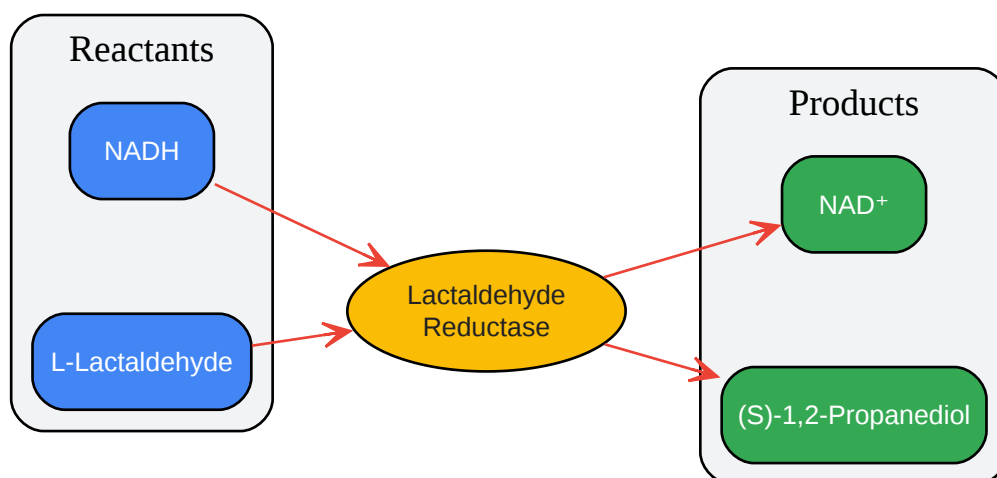 Reactants
NADH
L-Lactaldehyde
Lactaldehyde
Reductase
Products
NAD⁺
(S)-1,2-Propanediol